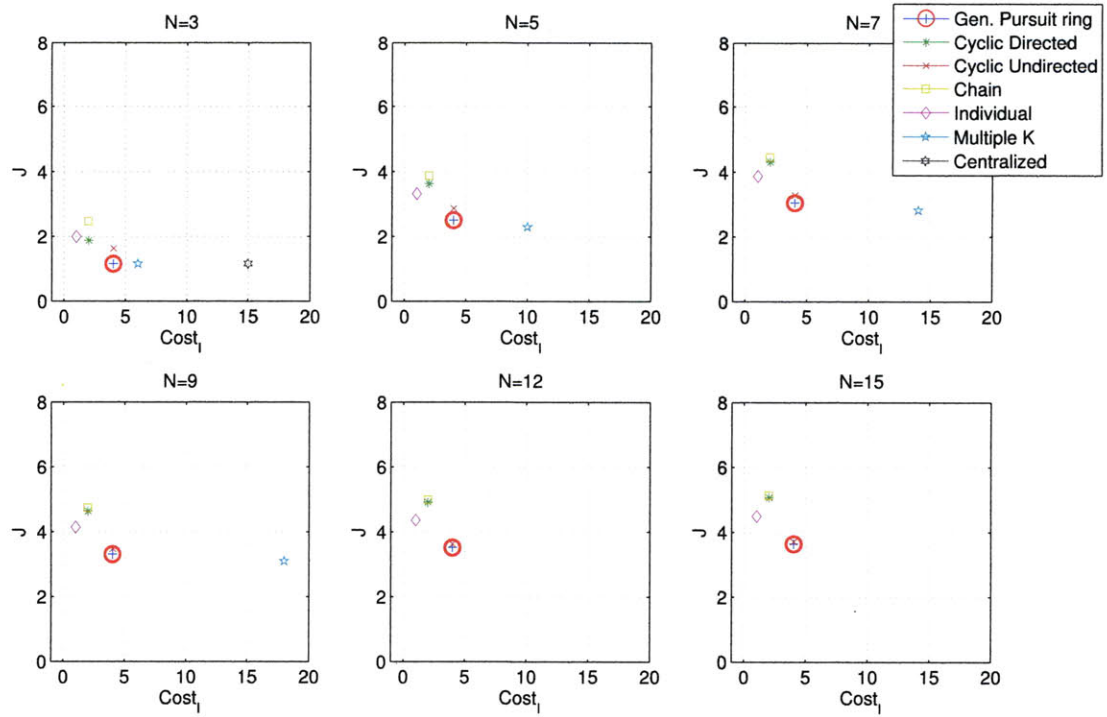 N=3
8
6
4
2
0
J
0 5 10 15 20
Cost_I
N=5
8
6
4
2
0
J
0 5 10 15 20
Cost_I
N=7
8
6
4
2
0
J
0 5 10 15 20
Cost_I
Gen. Pursuit ring
Cyclic Directed
Cyclic Undirected
Chain
Individual
Multiple K
Centralized
N=9
8
6
4
2
0
J
0 5 10 15 20
Cost_I
N=12
8
6
4
2
0
J
0 5 10 15 20
Cost_I
N=15
8
6
4
2
0
J
0 5 10 15 20
Cost_I